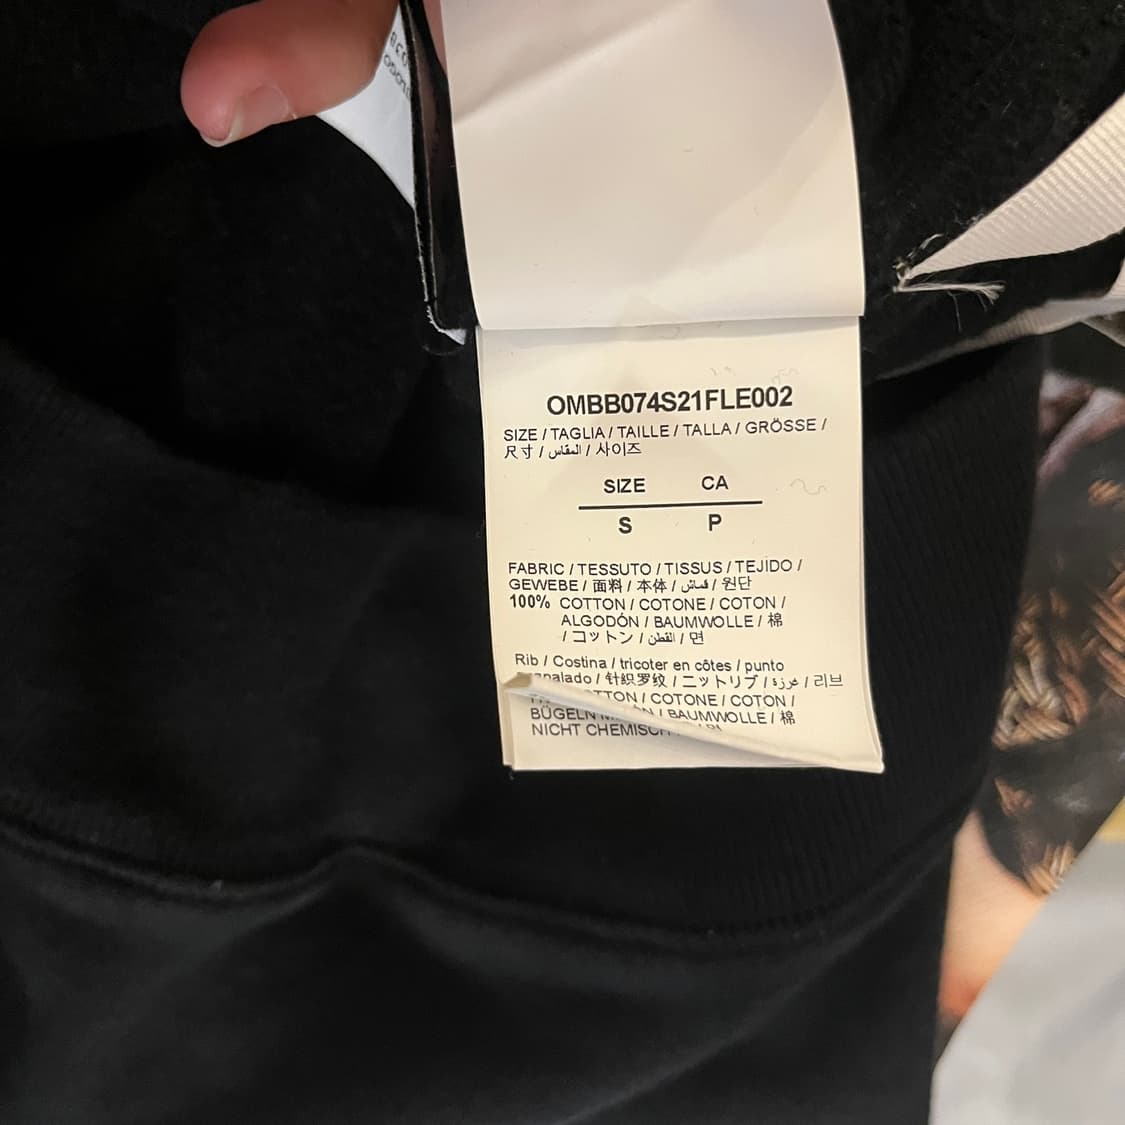 OMBB074S21FLE002
SIZE / TAGLIA / TAILLE / TALLA / GRÖSSE /
尺寸 / المقاس / 사이즈
SIZE CA
S P
FABRIC / TESSUTO / TISSUS / TEJIDO /
GEWEBE / 面料 / 本体 / قماش / 원단
100% COTTON / COTONE / COTON /
ALGODÓN / BAUMWOLLE / 棉
/ コットン / القطن / 면
Rib / Costina / tricoter en côtes / punto
/ 针织罗纹 / ニットリブ / غرزة / 리브
/ COTONE / COTON /
BÜGELN / BAUMWOLLE / 棉
NICHT